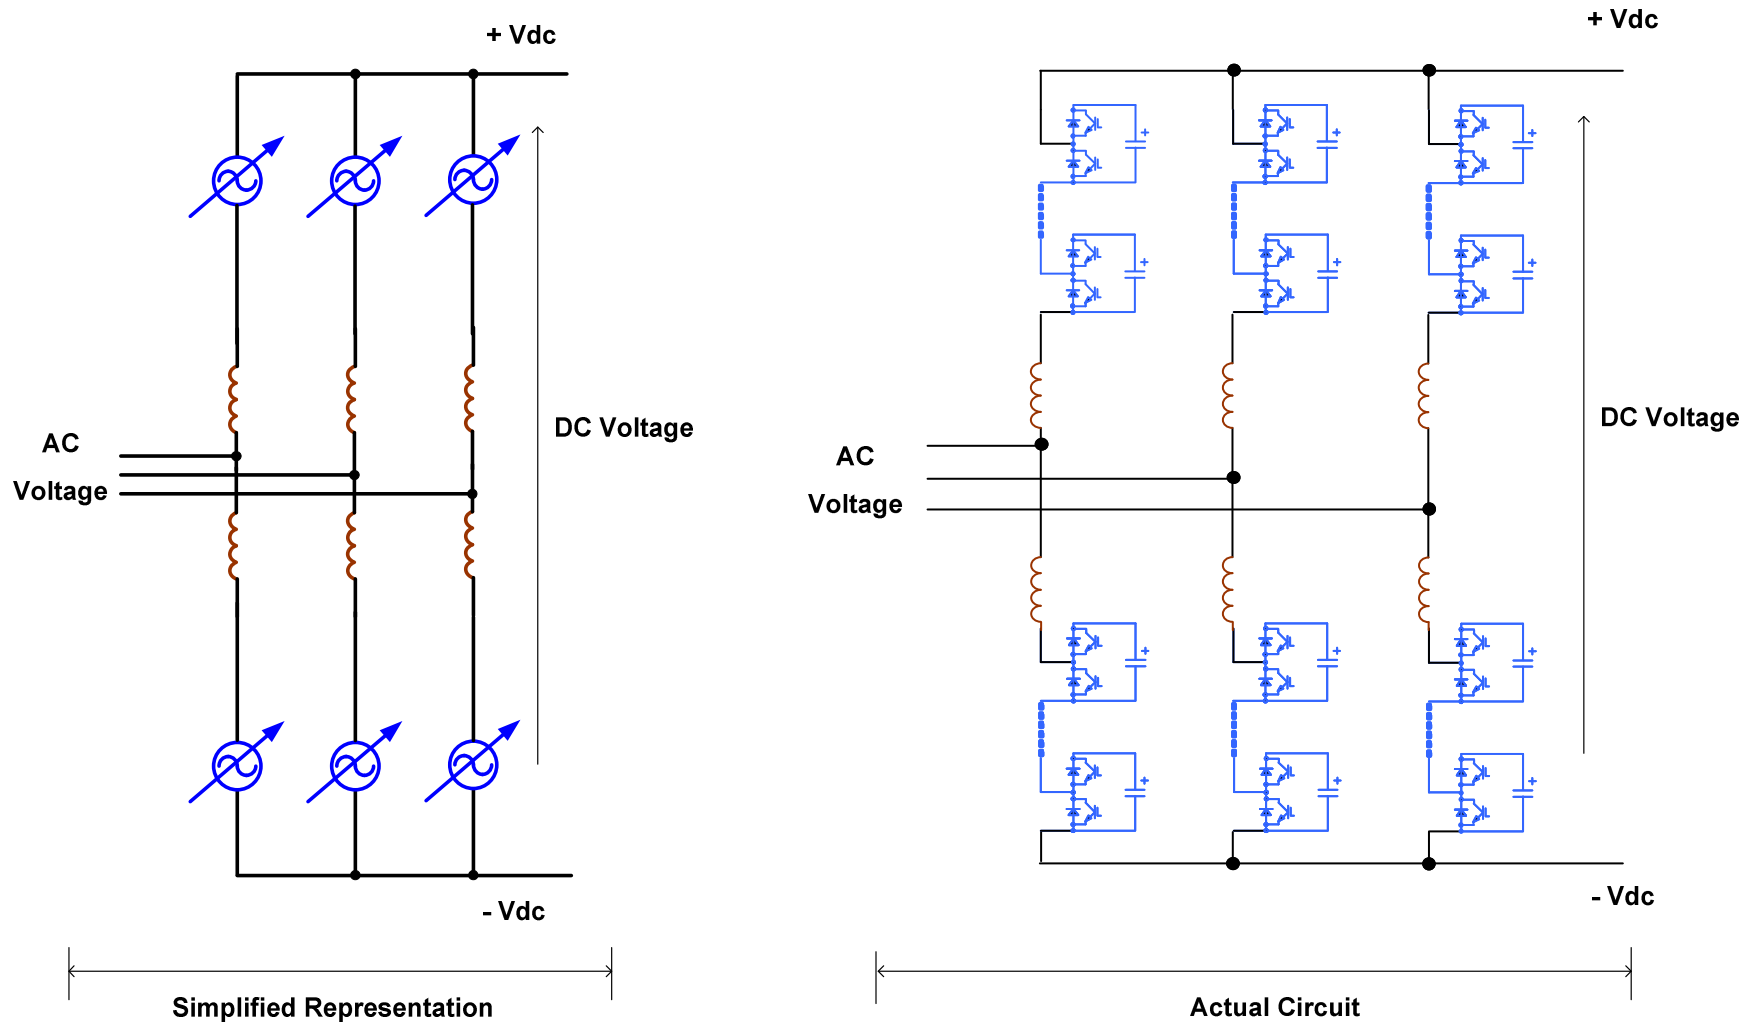 + Vdc
DC Voltage
AC
Voltage
- Vdc
Simplified Representation
+ Vdc
+
+
+
+
+
+
DC Voltage
AC
Voltage
+
+
+
+
+
+
- Vdc
Actual Circuit